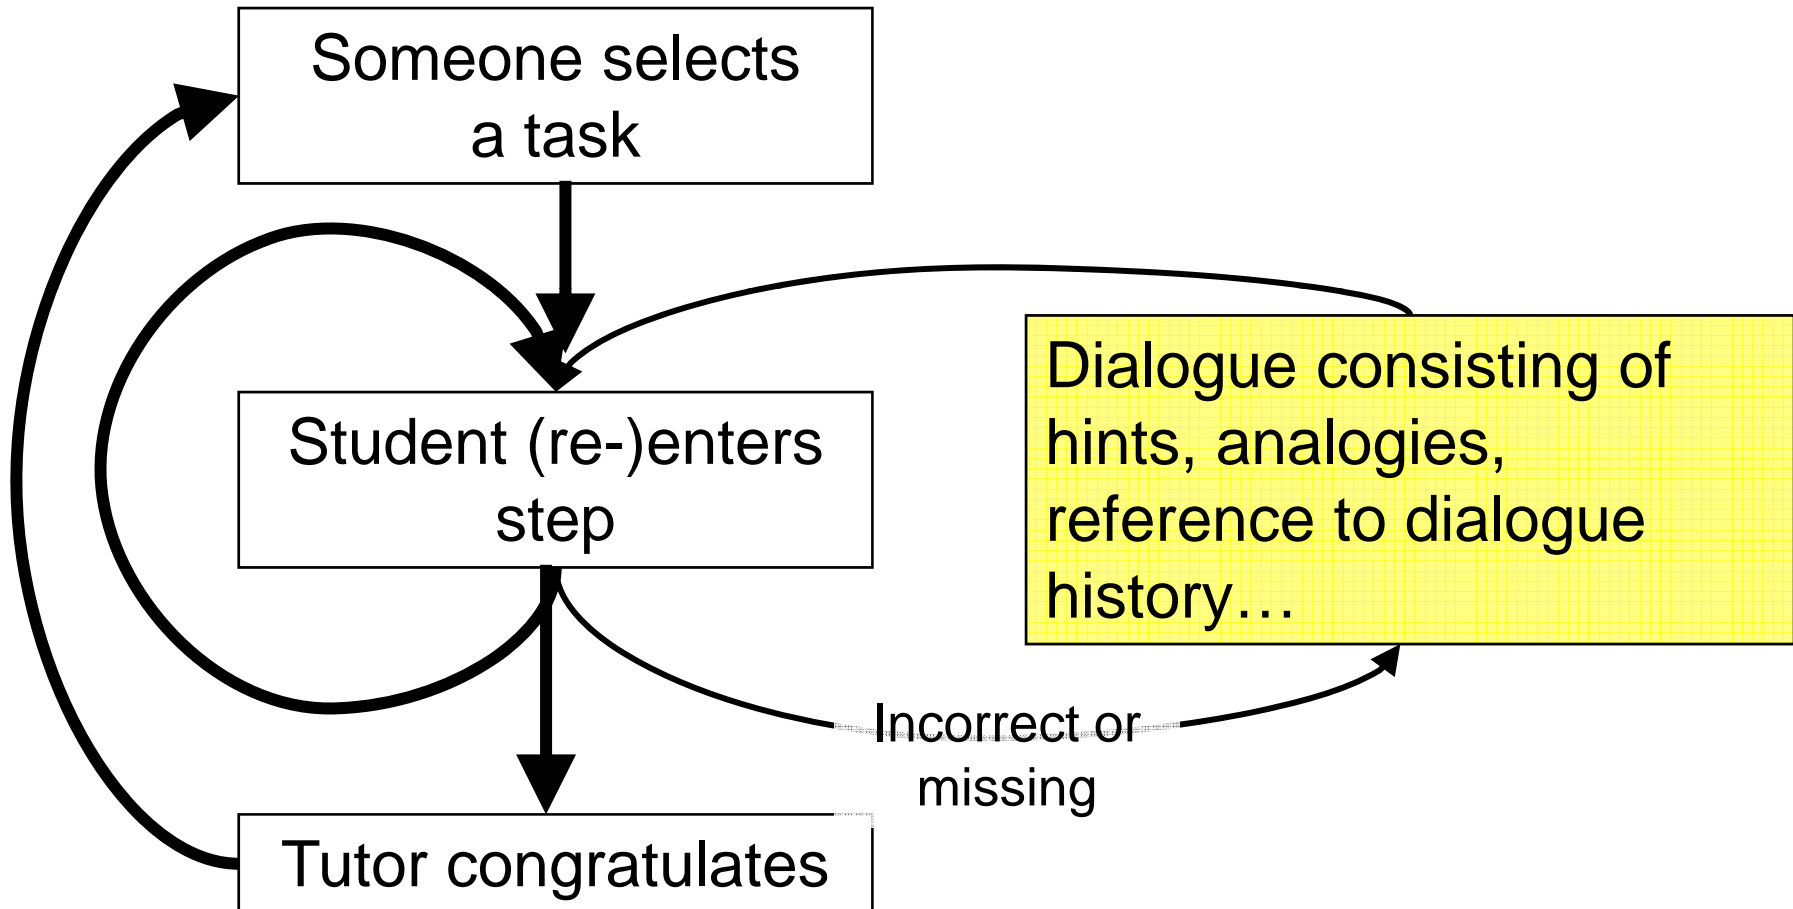 Someone selects
a task
Student (re-)enters
step
Dialogue consisting of
hints, analogies,
reference to dialogue
history…
Incorrect or
missing
Tutor congratulates